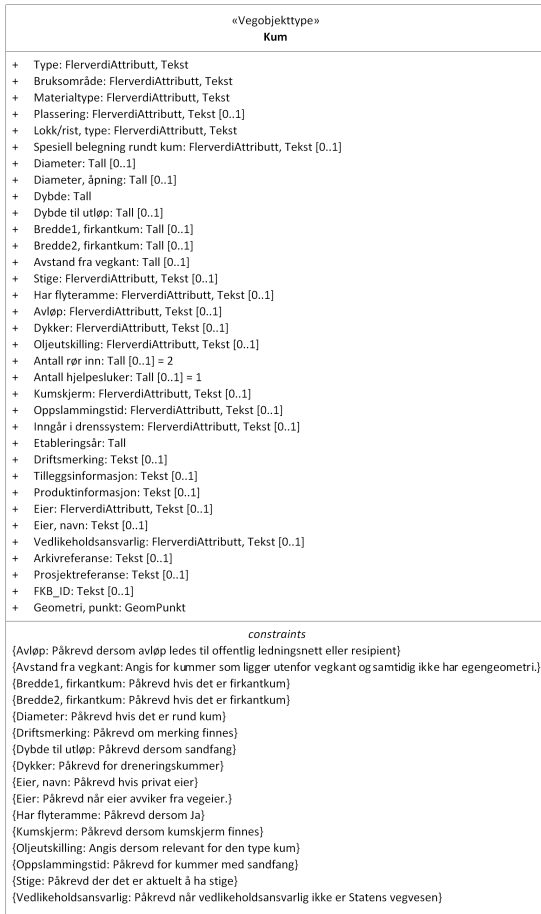 «Vegobjekttype»
Kum
+ Type: FlerverdiAttributt, Tekst
+ Bruksområde: FlerverdiAttributt, Tekst
+ Materialtype: FlerverdiAttributt, Tekst
+ Plassering: FlerverdiAttributt, Tekst [0..1]
+ Lokk/rist, type: FlerverdiAttributt, Tekst
+ Spesiell belegning rundt kum: FlerverdiAttributt, Tekst [0..1]
+ Diameter: Tall [0..1]
+ Diameter, åpning: Tall [0..1]
+ Dybde: Tall
+ Dybde til utløp: Tall [0..1]
+ Bredde1, firkantkum: Tall [0..1]
+ Bredde2, firkantkum: Tall [0..1]
+ Avstand fra vegkant: Tall [0..1]
+ Stige: FlerverdiAttributt, Tekst [0..1]
+ Har flyteramme: FlerverdiAttributt, Tekst [0..1]
+ Avløp: FlerverdiAttributt, Tekst [0..1]
+ Dykker: FlerverdiAttributt, Tekst [0..1]
+ Oljeutskilling: FlerverdiAttributt, Tekst [0..1]
+ Antall rør inn: Tall [0..1] = 2
+ Antall hjelpesluker: Tall [0..1] = 1
+ Kumskjerm: FlerverdiAttributt, Tekst [0..1]
+ Oppslammingstid: FlerverdiAttributt, Tekst [0..1]
+ Inngår i drenssystem: FlerverdiAttributt, Tekst [0..1]
+ Etableringsår: Tall
+ Driftsmerking: Tekst [0..1]
+ Tilleggsinformasjon: Tekst [0..1]
+ Produktinformasjon: Tekst [0..1]
+ Eier: FlerverdiAttributt, Tekst [0..1]
+ Eier, navn: Tekst [0..1]
+ Vedlikeholdsansvarlig: FlerverdiAttributt, Tekst [0..1]
+ Arkivreferanse: Tekst [0..1]
+ Prosjektreferanse: Tekst [0..1]
+ FKB_ID: Tekst [0..1]
+ Geometri, punkt: GeomPunkt
constraints
{Avløp: Påkrevd dersom avløp ledes til offentlig ledningsnett eller resipient}
{Avstand fra vegkant: Angis for kummer som ligger utenfor vegkant og samtidig ikke har egengeometri.}
{Bredde1, firkantkum: Påkrevd hvis det er firkantkum}
{Bredde2, firkantkum: Påkrevd hvis det er firkantkum}
{Diameter: Påkrevd hvis det er rund kum}
{Driftsmerking: Påkrevd om merking finnes}
{Dybde til utløp: Påkrevd dersom sandfang}
{Dykker: Påkrevd for dreneringskummer}
{Eier, navn: Påkrevd hvis privat eier}
{Eier: Påkrevd når eier avviker fra vegeier.}
{Har flyteramme: Påkrevd dersom Ja}
{Kumskjerm: Påkrevd dersom kumskjerm finnes}
{Oljeutskilling: Angis dersom relevant for den type kum}
{Oppslammingstid: Påkrevd for kummer med sandfang}
{Stige: Påkrevd der det er aktuelt å ha stige}
{Vedlikeholdsansvarlig: Påkrevd når vedlikeholdsansvarlig ikke er Statens vegvesen}